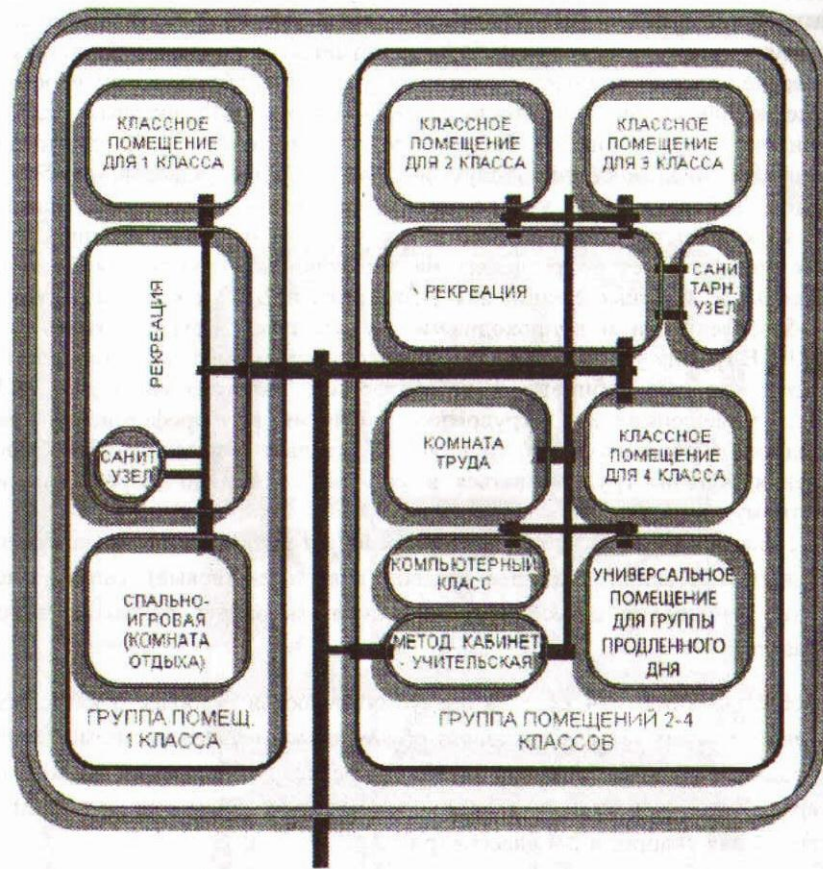 КЛАССНОЕ
ПОМЕЩЕНИЕ
ДЛЯ 1 КЛАССА
РЕКРЕАЦИЯ
САНИТ.
УЗЕЛ
СПАЛЬНО-
ИГРОВАЯ
(КОМНАТА
ОТДЫХА)
ГРУППА ПОМЕЩ.
1 КЛАССА
КЛАССНОЕ
ПОМЕЩЕНИЕ
ДЛЯ 2 КЛАССА
КЛАССНОЕ
ПОМЕЩЕНИЕ
ДЛЯ 3 КЛАССА
РЕКРЕАЦИЯ
САНИ
ТАРН.
УЗЕЛ
КОМНАТА
ТРУДА
КЛАССНОЕ
ПОМЕЩЕНИЕ
ДЛЯ 4 КЛАССА
КОМПЬЮТЕРНЫЙ
КЛАСС
МЕТОД. КАБИНЕТ
- УЧИТЕЛЬСКАЯ
УНИВЕРСАЛЬНОЕ
ПОМЕЩЕНИЕ
ДЛЯ ГРУППЫ
ПРОДЛЕННОГО
ДНЯ
ГРУППА ПОМЕЩЕНИЙ 2-4
КЛАССОВ